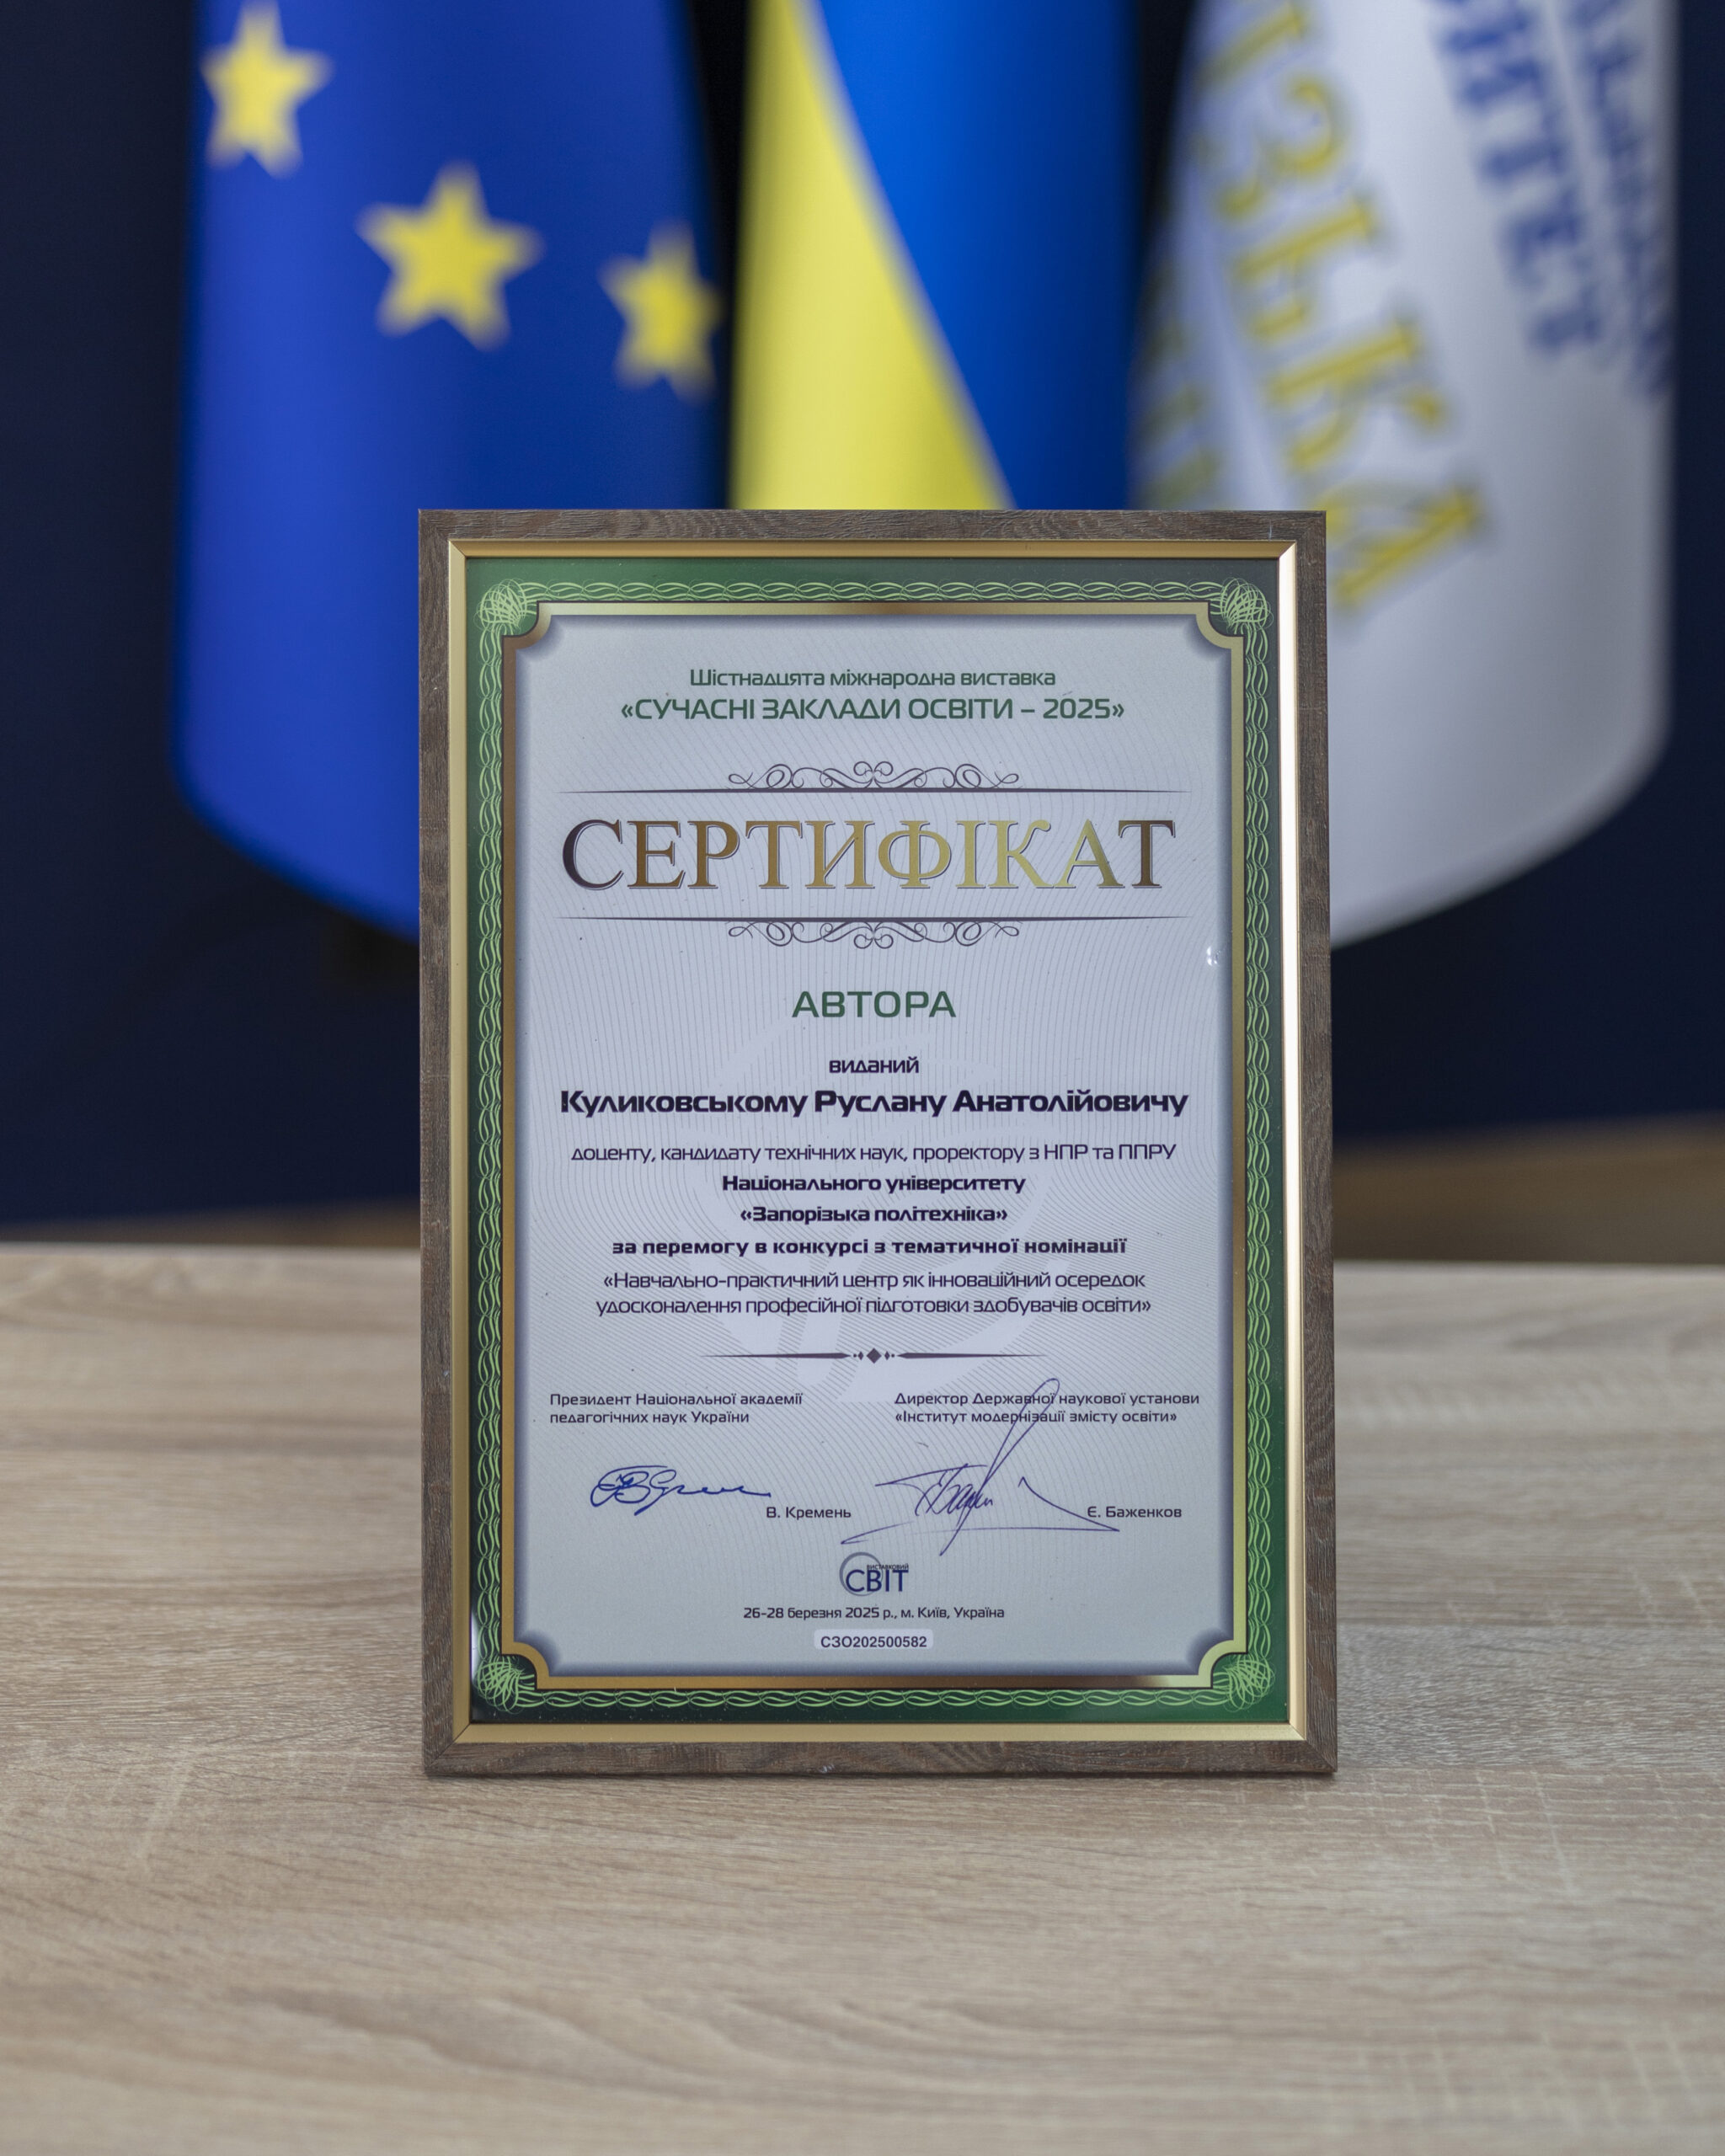 Шістнадцята міжнародна виставка
«СУЧАСНІ ЗАКЛАДИ ОСВІТИ – 2025»
СЕРТИФІКАТ
АВТОРА
виданий
Куликовському Руслану Анатолійовичу
доценту, кандидату технічних наук, проректору з НПР та ППРУ
Національного університету
«Запорізька політехніка»
за перемогу в конкурсі з тематичної номінації
«Навчально-практичний центр як інноваційний осередок
удосконалення професійної підготовки здобувачів освіти»
Президент Національної академії
педагогічних наук України
Директор Державної наукової установи
«Інститут модернізації змісту освіти»
В. Кремень
Є. Баженков
ВИСТАВКОВИЙ
СВІТ
26-28 березня 2025 р., м. Київ, Україна
СЗО202500582